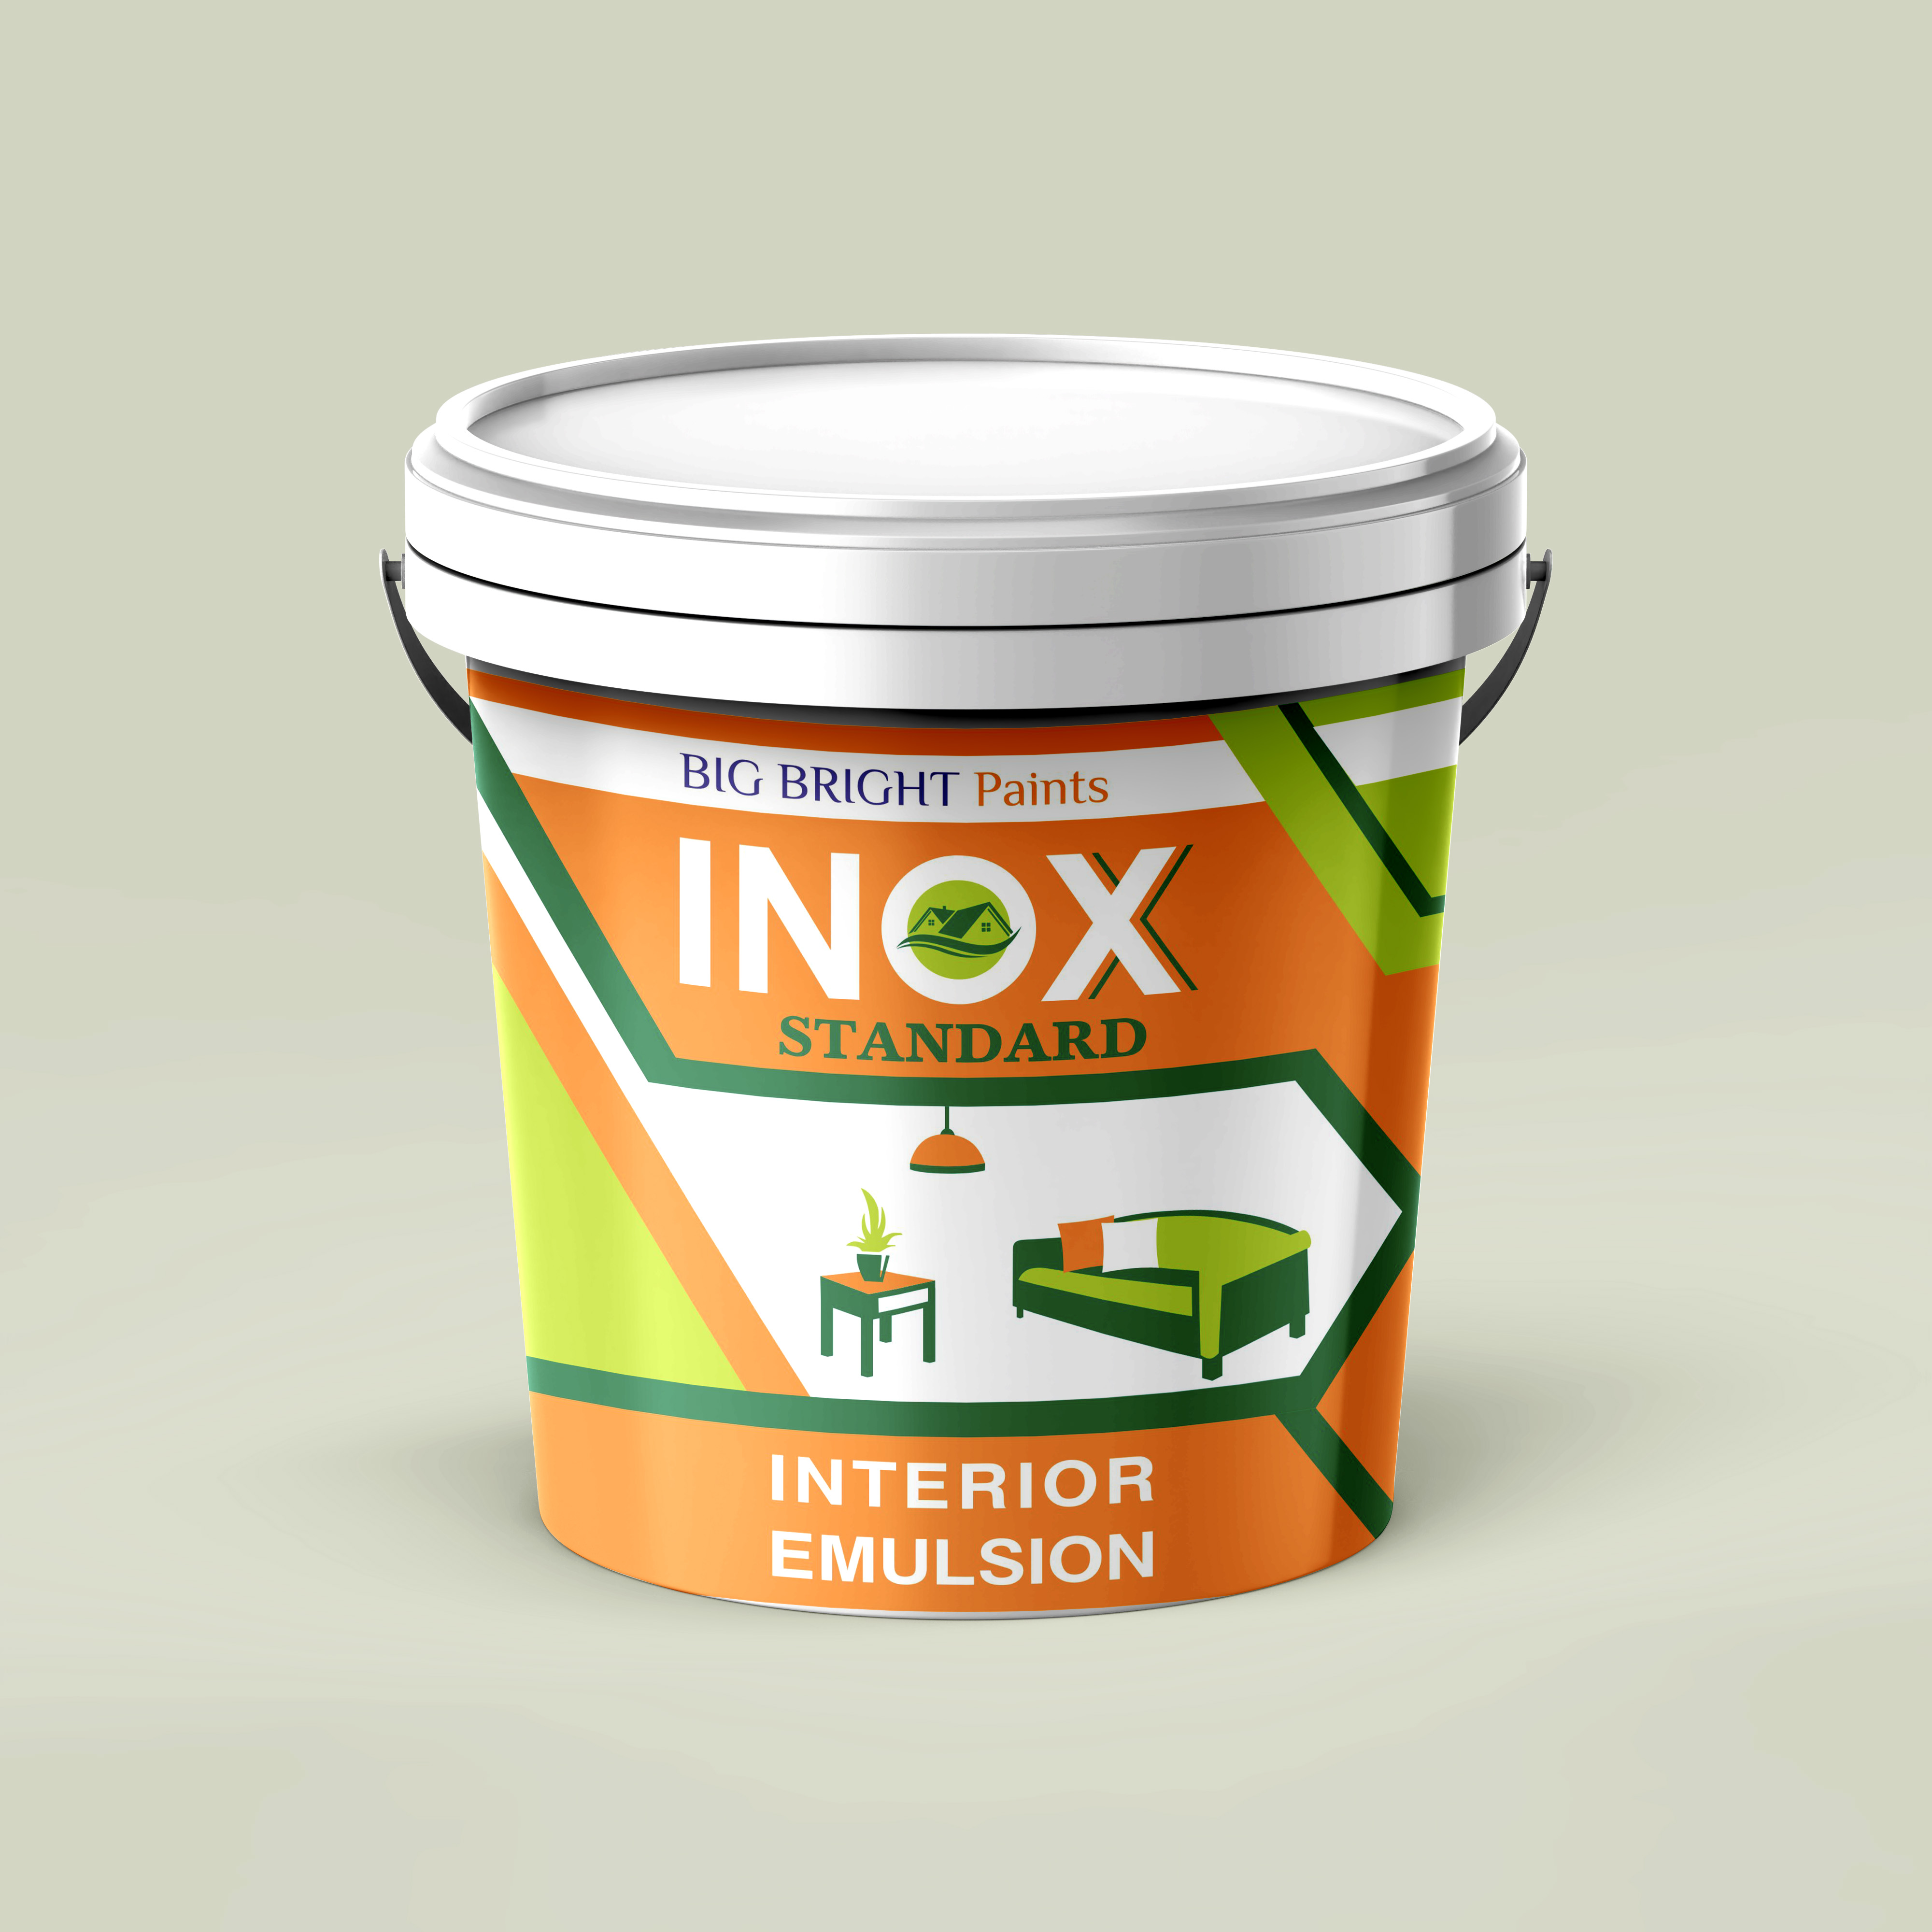 BIG BRIGHT Paints
INOX
STANDARD
INTERIOR
EMULSION